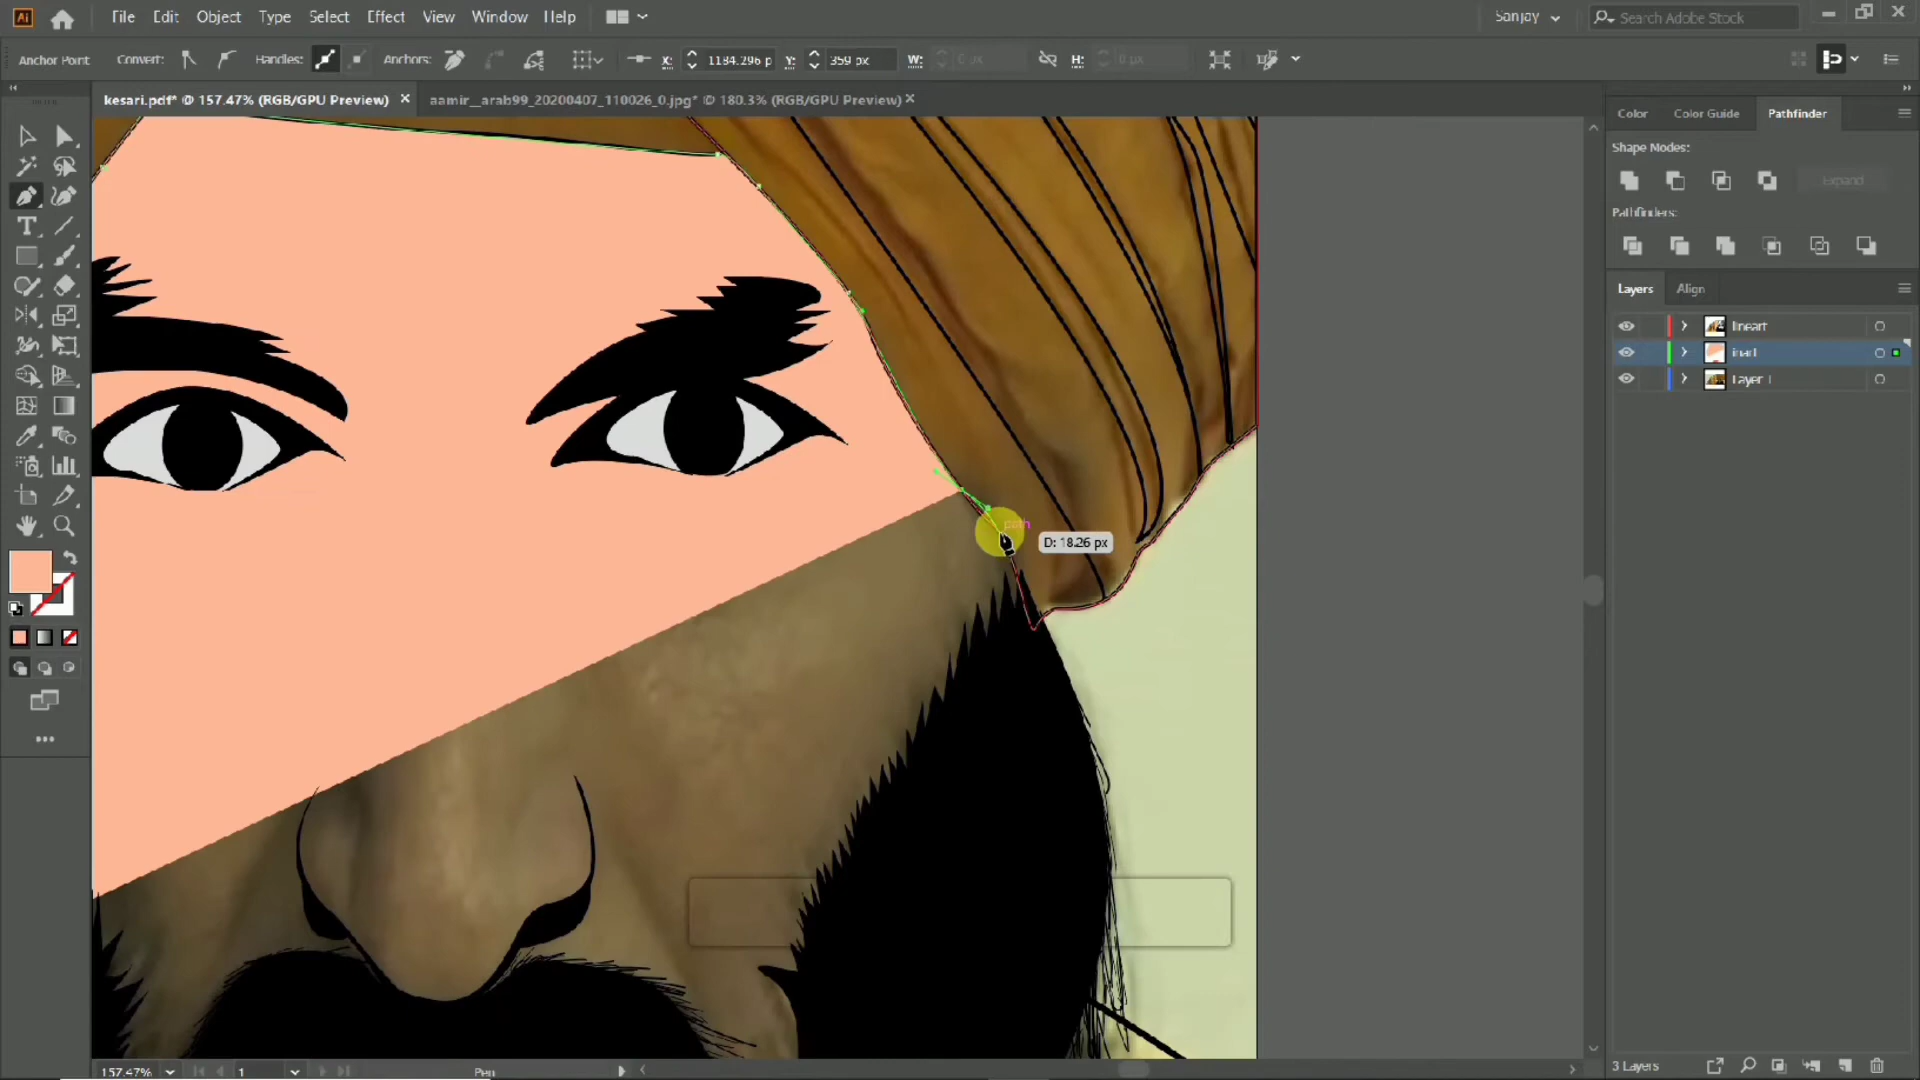 Ai File Edit Object Type Select Effect View Window Help Sanjay Search Adobe Stock
Anchor Point Convert: Handles: Anchors: X: 1184.296 p Y: 359 px W: 0 px H: 0 px
kesari.pdf* @ 157.47% (RGB/GPU Preview) × aamir__arab99_20200407_110026_0.jpg* @ 180.3% (RGB/GPU Preview) ×
Color Color Guide Pathfinder
Shape Modes:
Expand
Pathfinders:
Layers Align
lineart
Layer 1
path
D: 18.26 px
157.47% 1 Pen
3 Layers